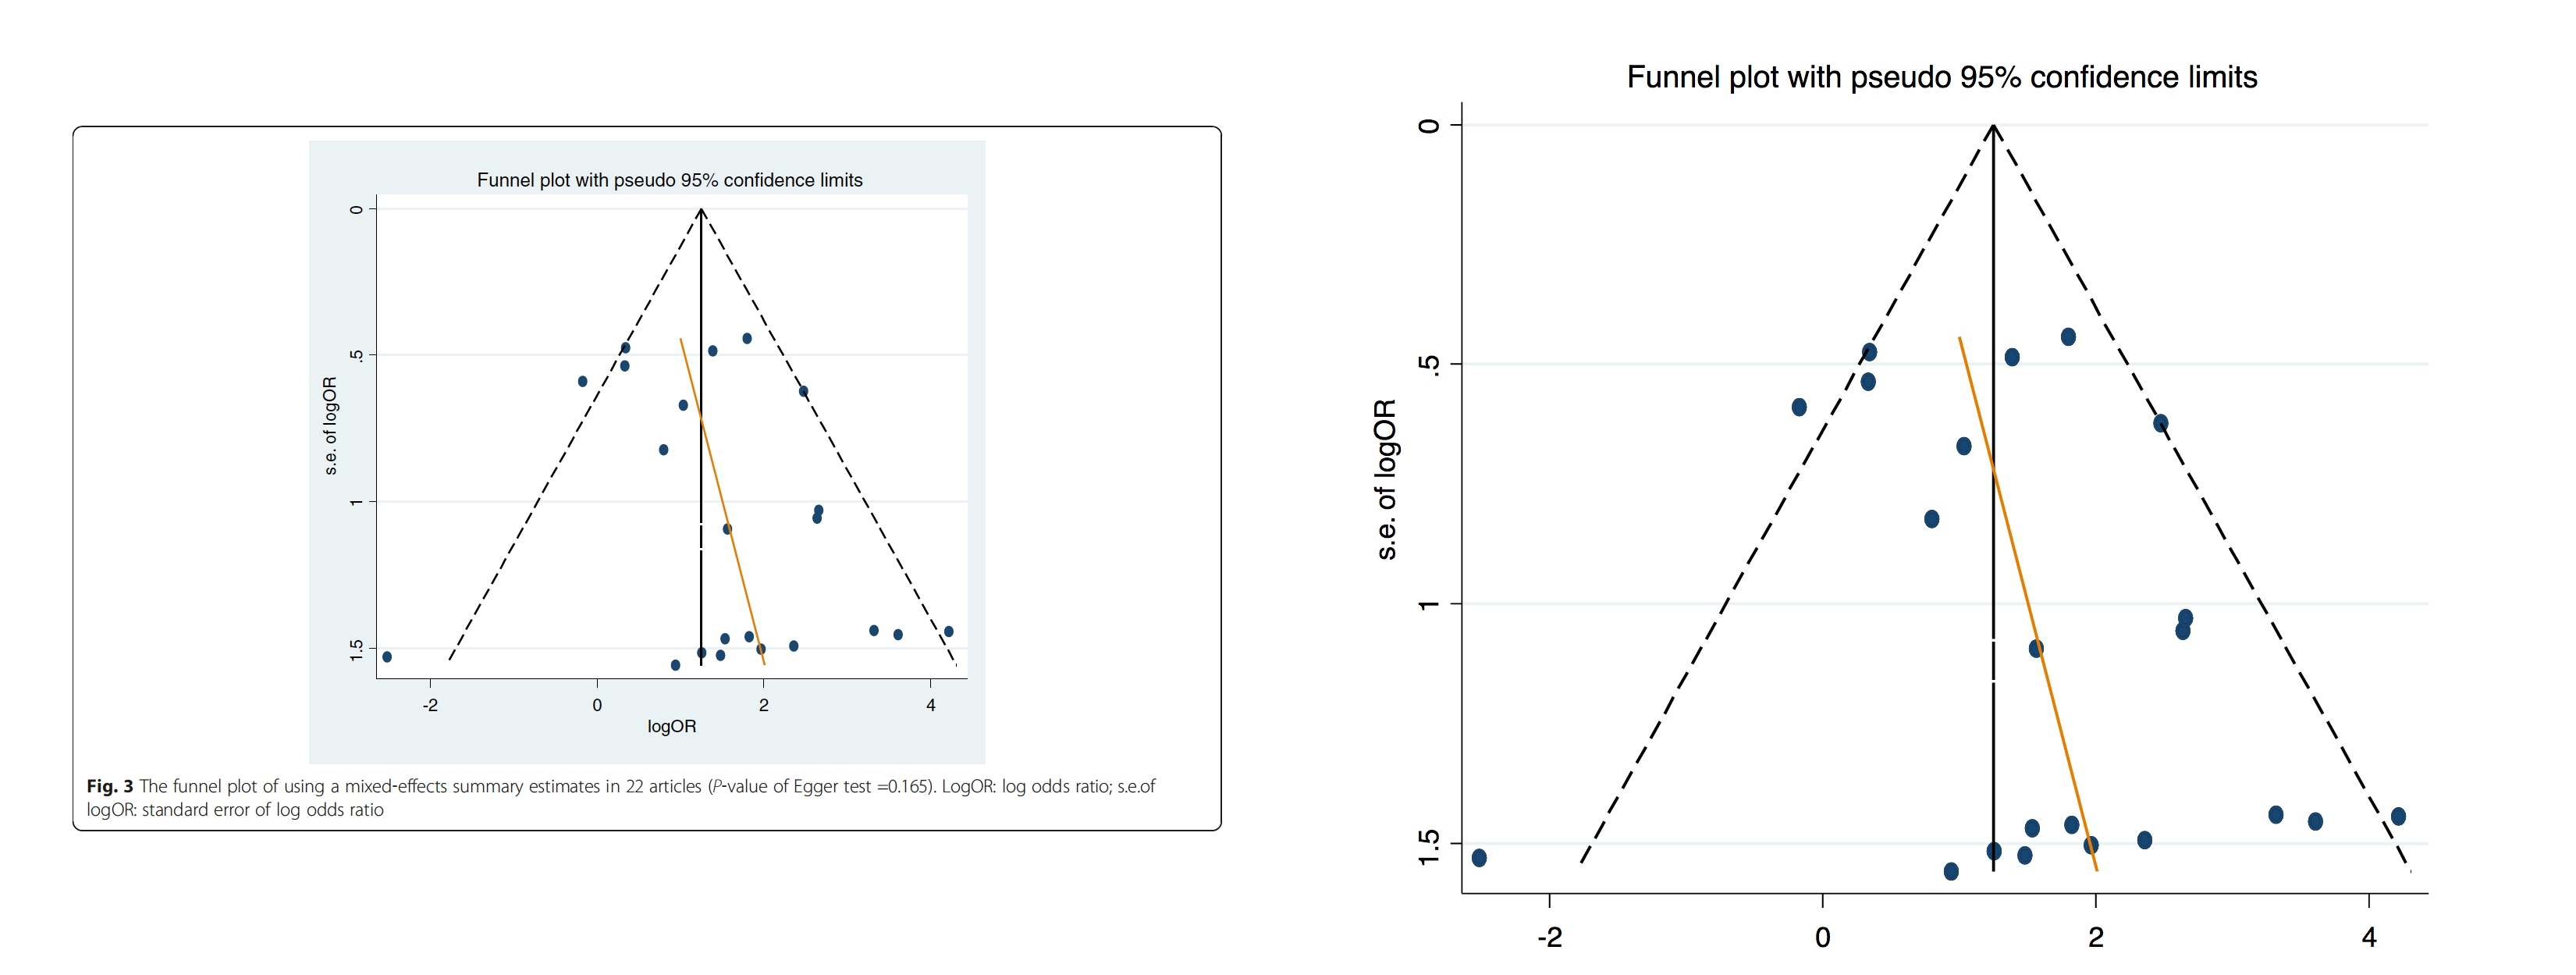 Funnel plot with pseudo 95% confidence limits
0
.5
1
1.5
s.e. of logOR
-2 0 2 4
logOR
Fig. 3 The funnel plot of using a mixed-effects summary estimates in 22 articles (P-value of Egger test =0.165). LogOR: log odds ratio; s.e.of
logOR: standard error of log odds ratio
Funnel plot with pseudo 95% confidence limits
0
.5
1
1.5
s.e. of logOR
-2 0 2 4